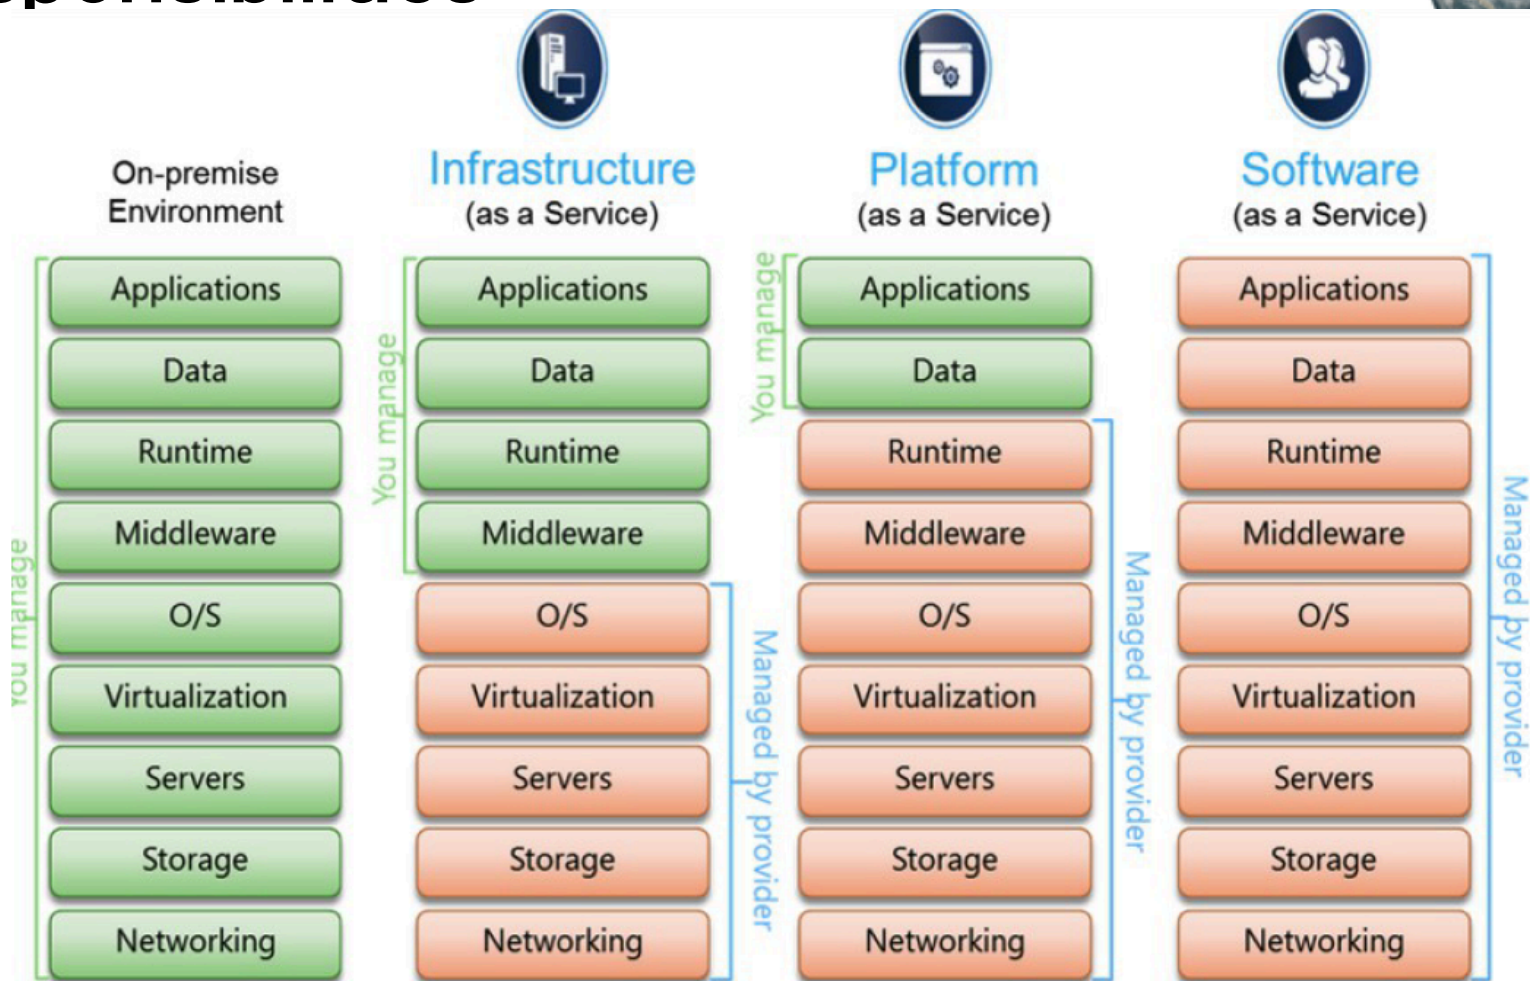 On-premise
Environment
Infrastructure
(as a Service)
Platform
(as a Service)
Software
(as a Service)
You manage
Applications
Data
Runtime
Middleware
O/S
Virtualization
Servers
Storage
Networking
You manage
Applications
Data
Runtime
Middleware
O/S
Virtualization
Servers
Storage
Networking
Managed by provider
You manage
Applications
Data
Runtime
Middleware
O/S
Virtualization
Servers
Storage
Networking
Managed by provider
Applications
Data
Runtime
Middleware
O/S
Virtualization
Servers
Storage
Networking
Managed by provider